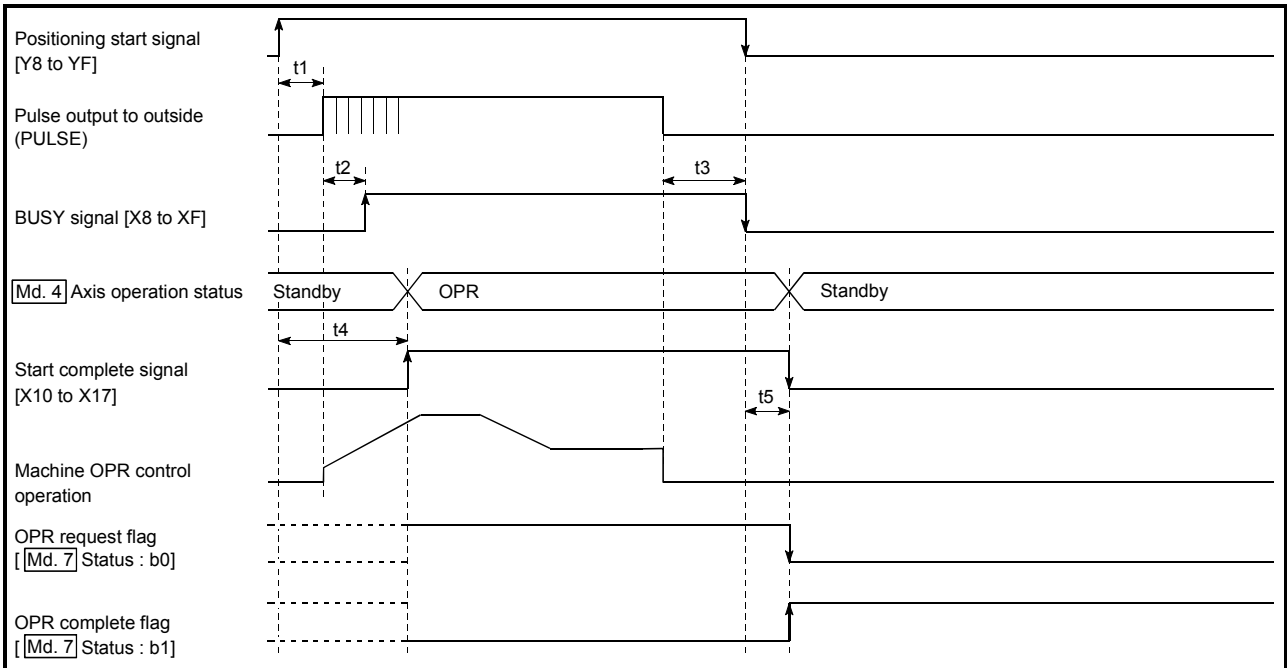 Positioning start signal
[Y8 to YF]
t1
Pulse output to outside
(PULSE)
t2
t3
BUSY signal [X8 to XF]
Md. 4 Axis operation status
Standby
OPR
Standby
t4
Start complete signal
[X10 to X17]
t5
Machine OPR control
operation
OPR request flag
[ Md. 7 Status : b0]
OPR complete flag
[ Md. 7 Status : b1]